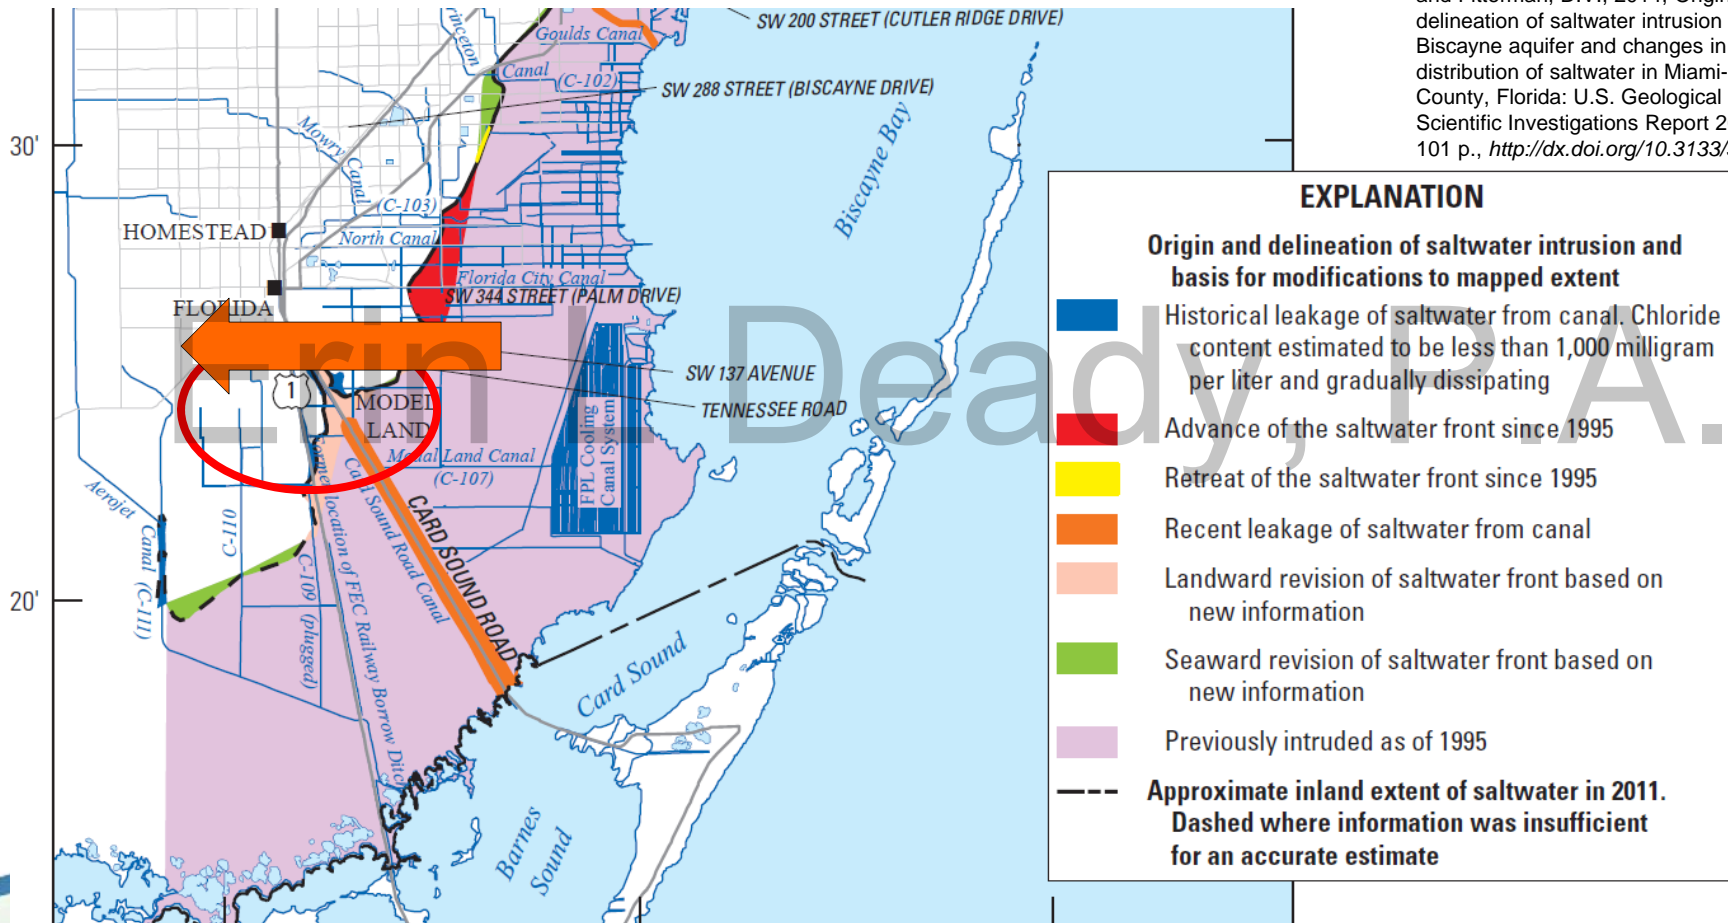 delineation of saltwater intrusion
Biscayne aquifer and changes in
distribution of saltwater in Miami-
County, Florida: U.S. Geological
Scientific Investigations Report 2
101 p., http://dx.doi.org/10.3133/
SW 200 STREET (CUTLER RIDGE DRIVE)
Princeton
Canal
(C-102)
Goulds Canal
SW 288 STREET (BISCAYNE DRIVE)
30'
Mowry Canal
(C-103)
HOMESTEAD
North Canal
Florida City Canal
SW 344 STREET (PALM DRIVE)
FLORIDA
Biscayne Bay
Erin L Deady, P.A.
SW 137 AVENUE
TENNESSEE ROAD
1
MODEL
LAND
Model Land Canal
(C-107)
FPL Cooling
Canal System
Aerojet
Canal (C-111)
C-110
C-109 (plugged)
Former location of FEC Railway Borrow Ditch
Card Sound Road Canal
CARD SOUND ROAD
20'
Card Sound
Barnes
Sound
EXPLANATION
Origin and delineation of saltwater intrusion and
basis for modifications to mapped extent
Historical leakage of saltwater from canal. Chloride
content estimated to be less than 1,000 milligram
per liter and gradually dissipating
Advance of the saltwater front since 1995
Retreat of the saltwater front since 1995
Recent leakage of saltwater from canal
Landward revision of saltwater front based on
new information
Seaward revision of saltwater front based on
new information
Previously intruded as of 1995
Approximate inland extent of saltwater in 2011.
Dashed where information was insufficient
for an accurate estimate